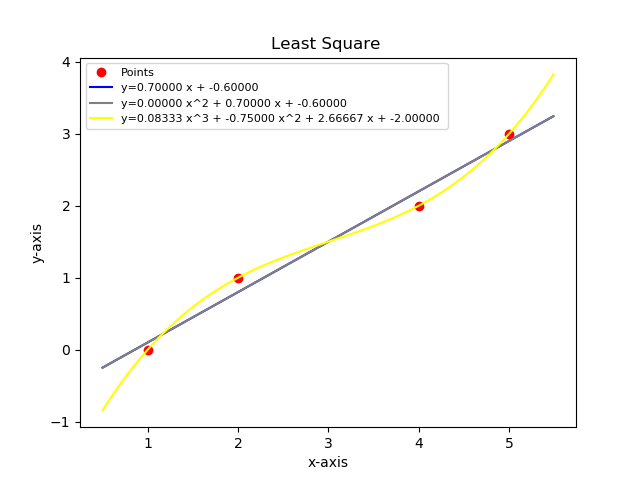 Least Square
Points
y=0.70000 x + -0.60000
y=0.00000 x^2 + 0.70000 x + -0.60000
y=0.08333 x^3 + -0.75000 x^2 + 2.66667 x + -2.00000
4
3
2
1
0
−1
y-axis
1 2 3 4 5
x-axis